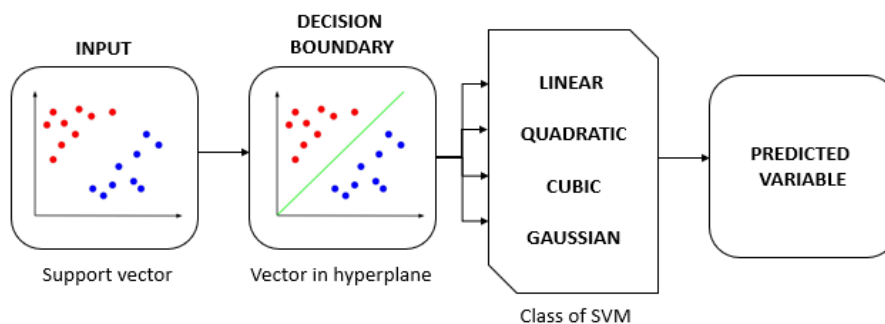 INPUT
DECISION
BOUNDARY
Support vector
Vector in hyperplane
LINEAR
QUADRATIC
CUBIC
GAUSSIAN
Class of SVM
PREDICTED
VARIABLE